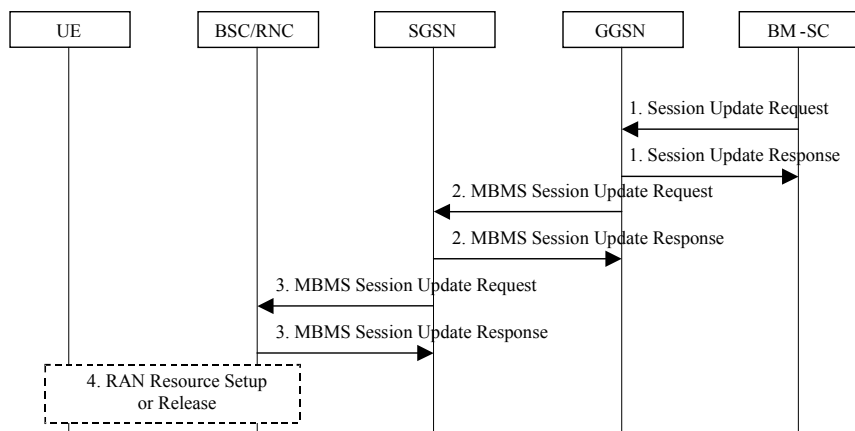 UE
BSC/RNC
SGSN
GGSN
BM -SC
1. Session Update Request
1. Session Update Response
2. MBMS Session Update Request
2. MBMS Session Update Response
3. MBMS Session Update Request
3. MBMS Session Update Response
4. RAN Resource Setup
or Release